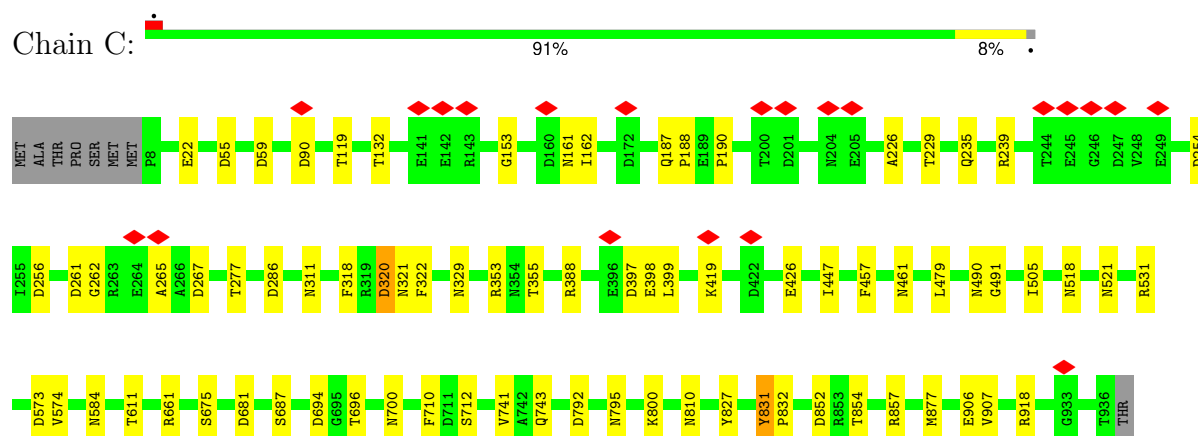 Chain C:
91% 8%
MET ALA THR PRO SER MET MET P8 E22 D55 D59 D90 T119 T132 E141 E142 R143 G153 D160 N161 I162 D172 Q187 P188 E189 P190 T200 D201 N204 E205 A226 T229 Q235 R239 T244 E245 G246 D247 V248 E249
I255 D256 D261 G262 R263 E264 A265 A266 D267 T277 D286 N311 F318 R319 D320 N321 F322 N329 R353 N354 T355 R388 E396 D397 E398 L399 K419 D422 E426 I447 F457 N461 L479 N490 G491 I505 N518 N521 R531
D573 V574 N584 T611 R661 S675 D681 S687 D694 G695 T696 N700 F710 D711 S712 V741 A742 Q743 D792 N795 K800 N810 Y827 Y831 P832 D852 R853 T854 R857 M877 E906 V907 R918 G933 T936 THR